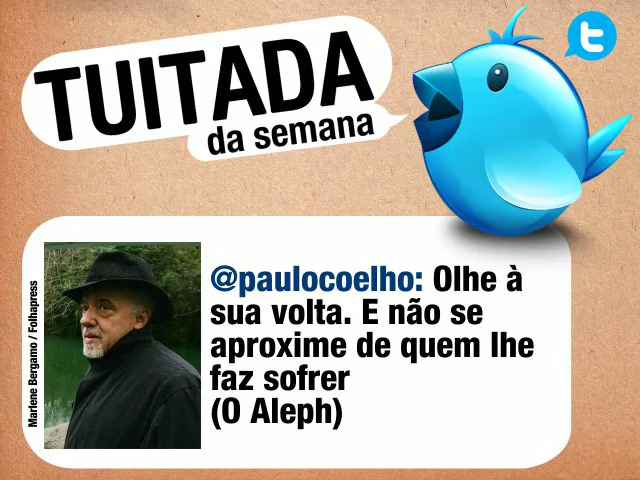 TUITADA
da semana
@paulocoelho: Olhe à
sua volta. E não se
aproxime de quem lhe
faz sofrer
(O Aleph)
Marlene Bergamo / Folhapress